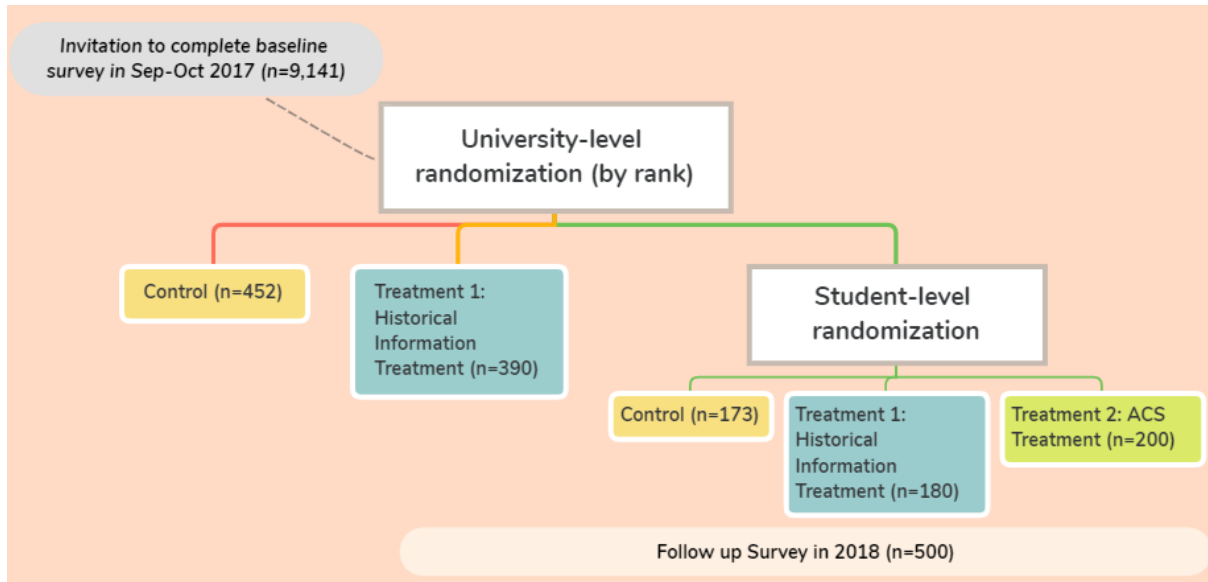 Invitation to complete baseline
survey in Sep-Oct 2017 (n=9,141)
University-level
randomization (by rank)
Control (n=452)
Treatment 1:
Historical
Information
Treatment (n=390)
Student-level
randomization
Control (n=173)
Treatment 1:
Historical
Information
Treatment (n=180)
Treatment 2: ACS
Treatment (n=200)
Follow up Survey in 2018 (n=500)